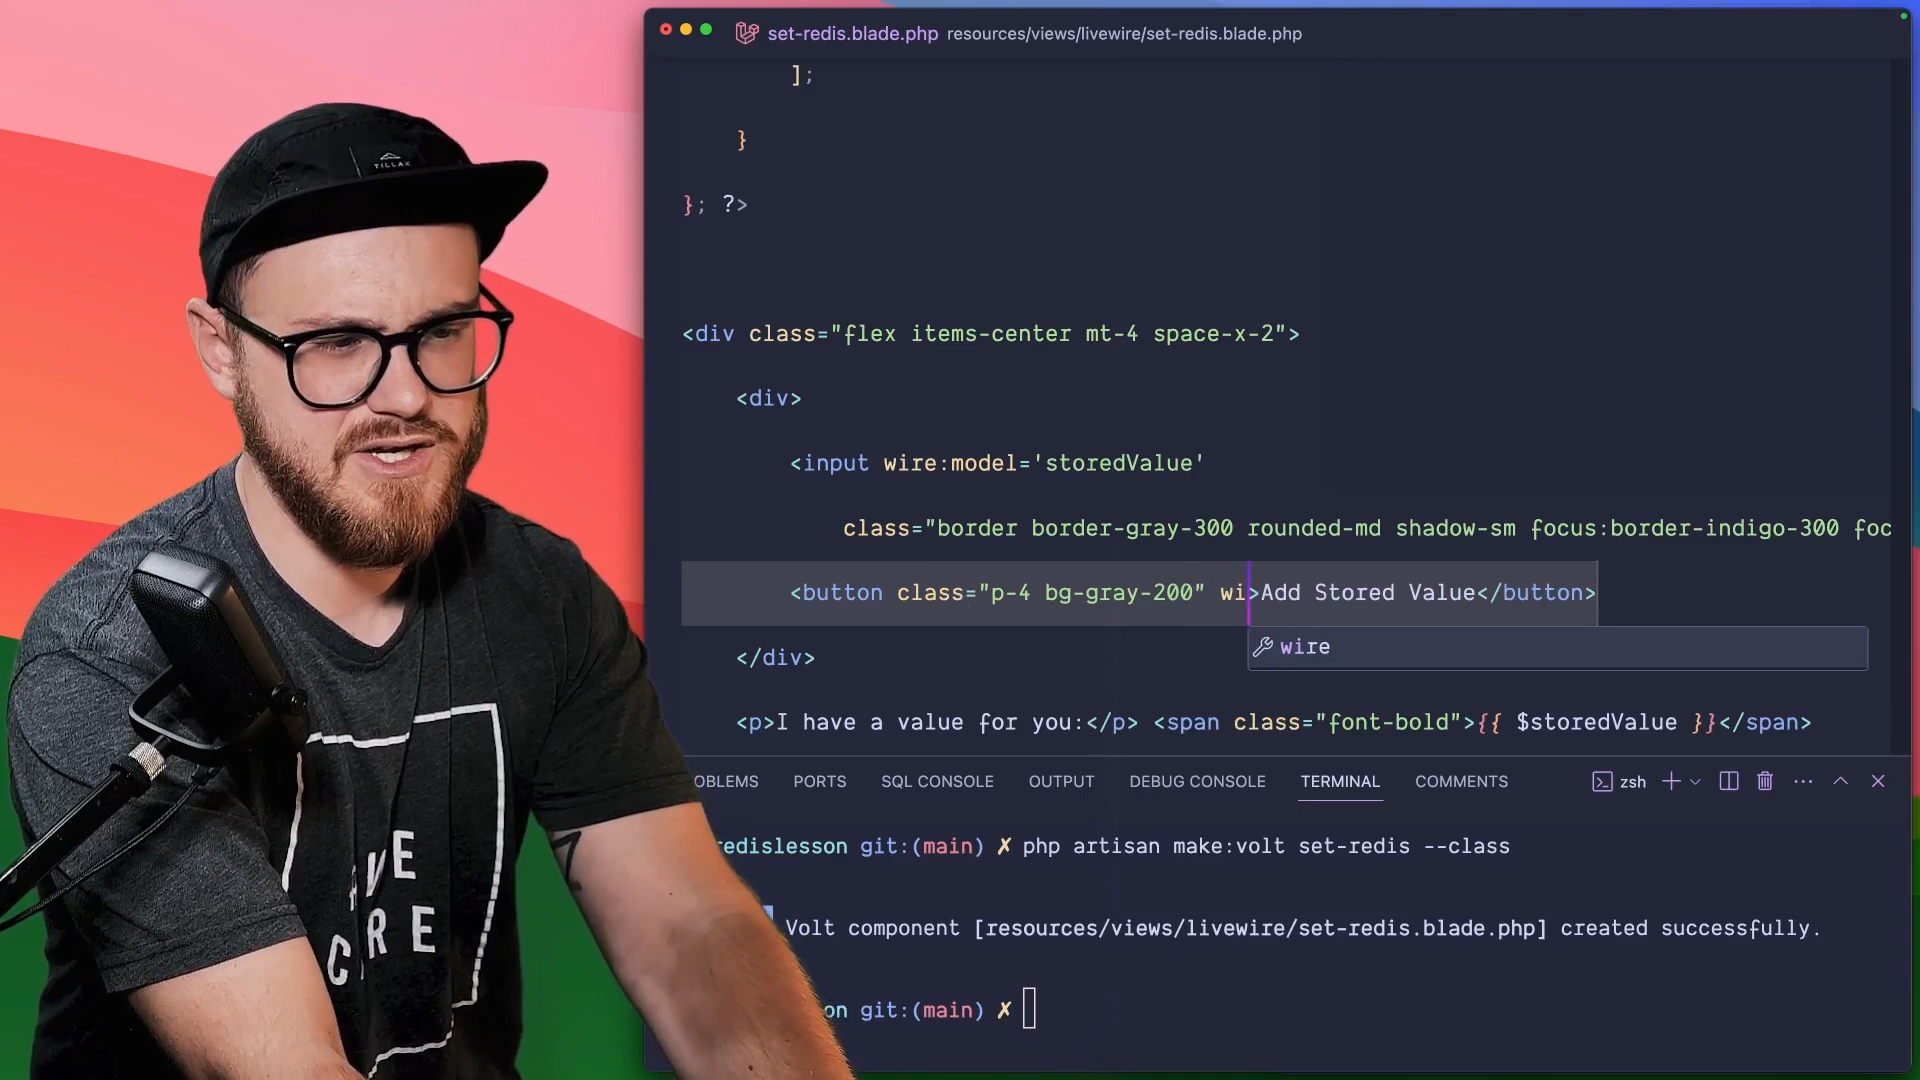 set-redis.blade.php resources/views/livewire/set-redis.blade.php
];
}
}; ?>
<div class="flex items-center mt-4 space-x-2">
<div>
<input wire:model='storedValue'
class="border border-gray-300 rounded-md shadow-sm focus:border-indigo-300 foc
<button class="p-4 bg-gray-200" wi>Add Stored Value</button>
wire
</div>
<p>I have a value for you:</p> <span class="font-bold">{{ $storedValue }}</span>
OBLEMS PORTS SQL CONSOLE OUTPUT DEBUG CONSOLE TERMINAL COMMENTS zsh
redislesson git:(main) ✗ php artisan make:volt set-redis --class
Volt component [resources/views/livewire/set-redis.blade.php] created successfully.
on git:(main) ✗
TILLAK